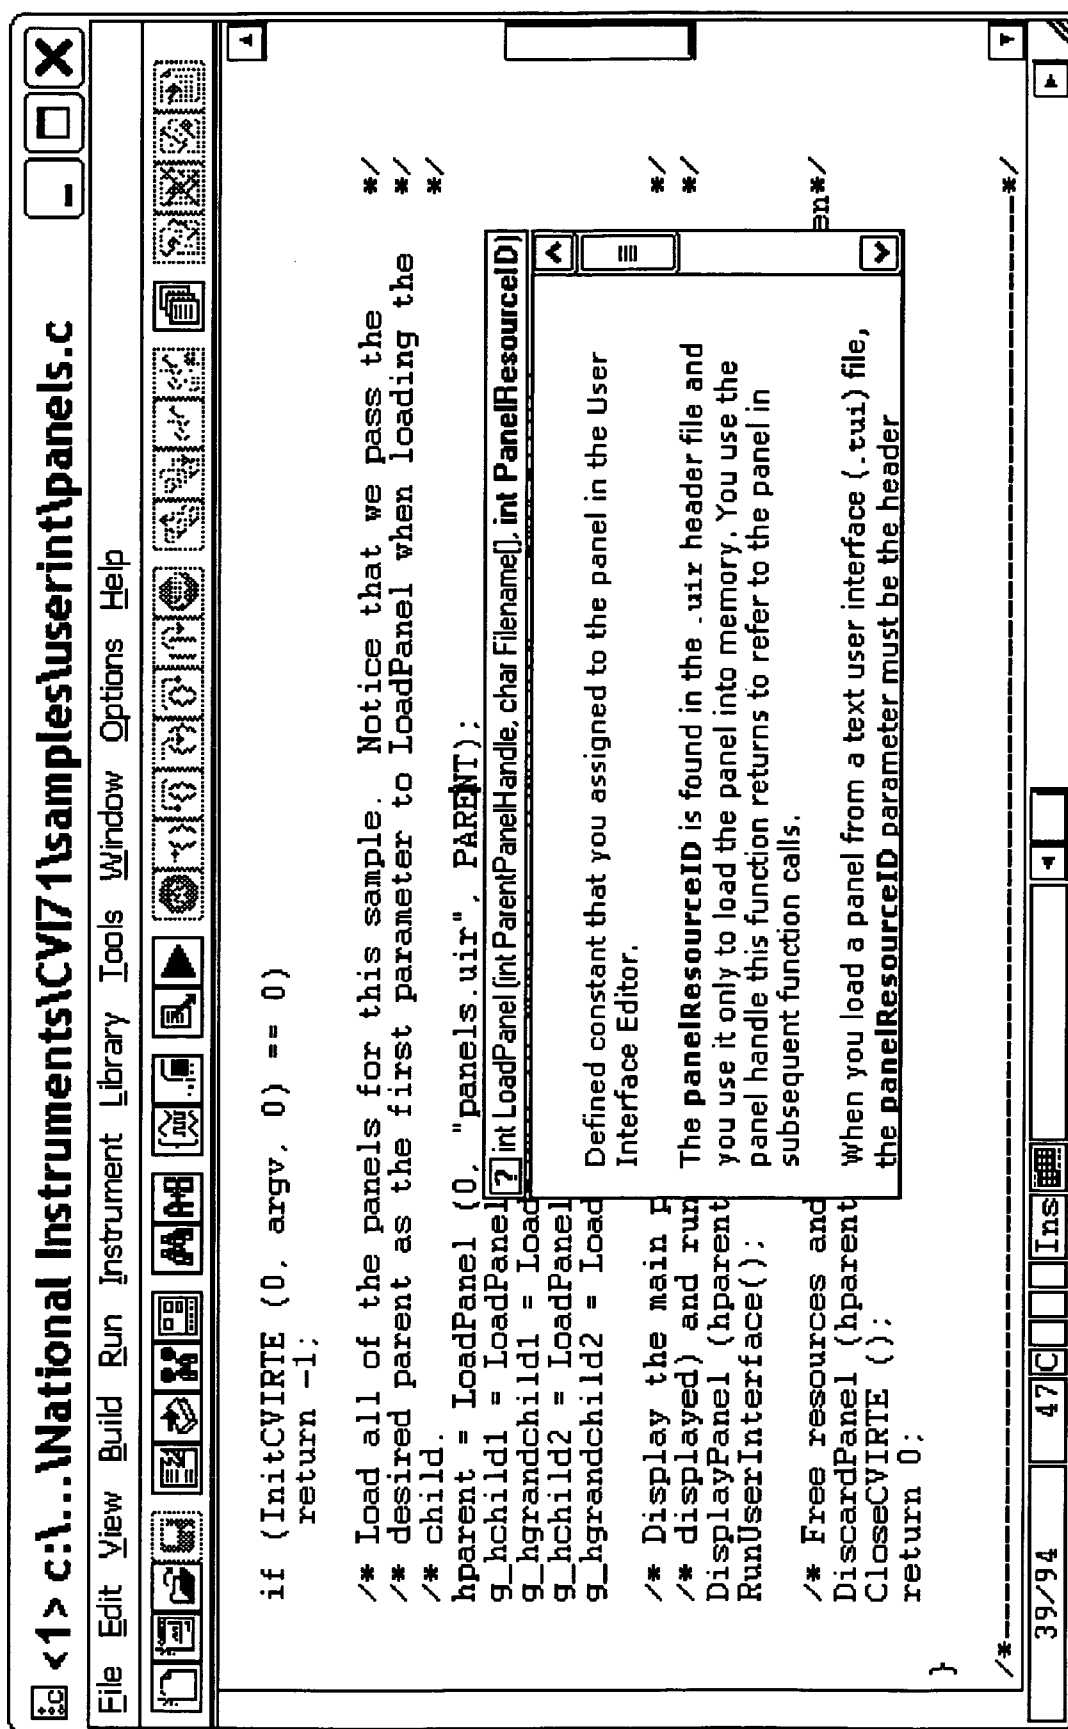 <1> c:\...\National Instruments\CVI71\samples\userint\panels.c
File Edit View Build Run Instrument Library Tools Window Options Help
if (InitCVIRTE (0, argv, 0) == 0)
return -1;
/* Load all of the panels for this sample. Notice that we pass the */
/* desired parent as the first parameter to LoadPanel when loading the */
/* child. */
hparent = LoadPanel (0, "panels.uir", PARENT);
g_hchild1 = LoadPanel
g_hgrandchild1 = Load
g_hchild2 = LoadPanel
g_hgrandchild2 = Load
? int LoadPanel (int ParentPanelHandle, char Filename[], int PanelResourceID)
Defined constant that you assigned to the panel in the User
Interface Editor.
The panelResourceID is found in the .uir header file and
you use it only to load the panel into memory. You use the
panel handle this function returns to refer to the panel in
subsequent function calls.
When you load a panel from a text user interface (.tui) file,
the panelResourceID parameter must be the header
/* Display the main p */
/* displayed) and run */
DisplayPanel (hparent
RunUserInterface();
/* Free resources and en*/
DiscardPanel (hparent
CloseCVIRTE ();
return 0;
}
/*---------------------------------------------------------------------------*/
39/94 47 C Ins